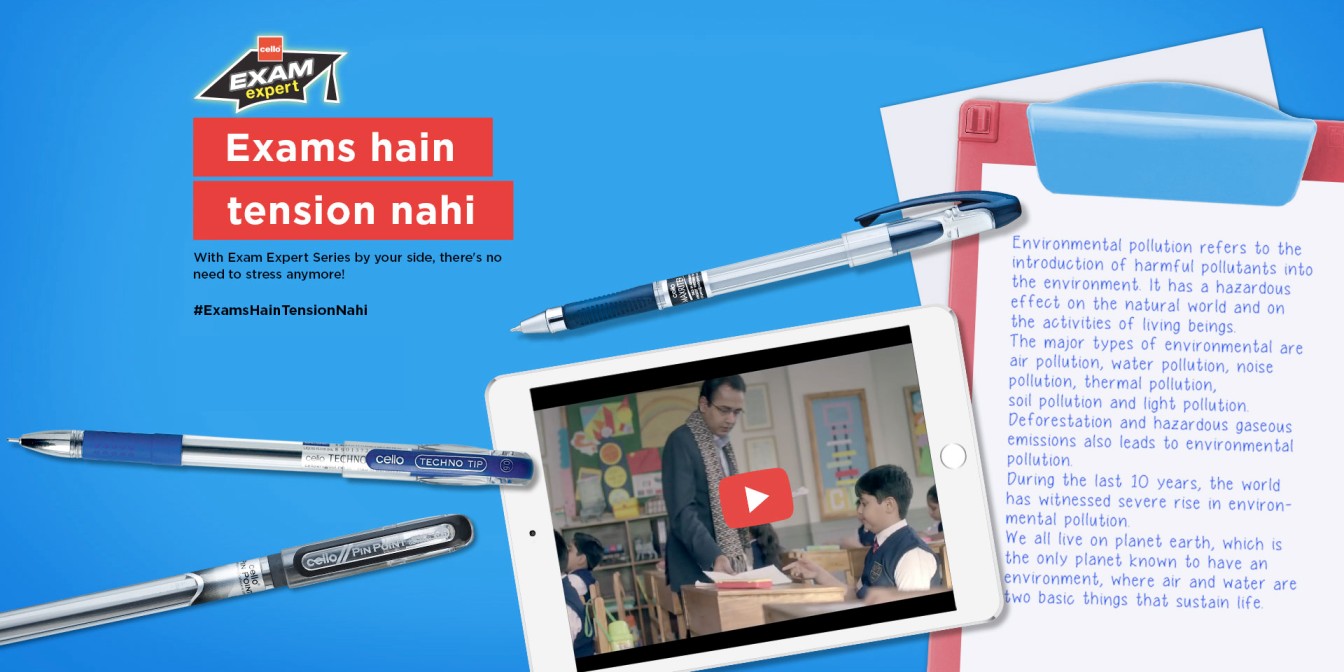 cello
EXAM
expert
Exams hain
tension nahi
With Exam Expert Series by your side, there's no
need to stress anymore!
#ExamsHainTensionNahi
cello TECHNO
cello TECHNO TIP
cello PIN POINT
Environmental pollution refers to the
introduction of harmful pollutants into
the environment. It has a hazardous
effect on the natural world and on
the activities of living beings.
The major types of environmental are
air pollution, water pollution, noise
pollution, thermal pollution,
soil pollution and light pollution.
Deforestation and hazardous gaseous
emissions also leads to environmental
pollution.
During the last 10 years, the world
has witnessed severe rise in environ-
mental pollution.
We all live on planet earth, which is
the only planet known to have an
environment, where air and water are
two basic things that sustain life.